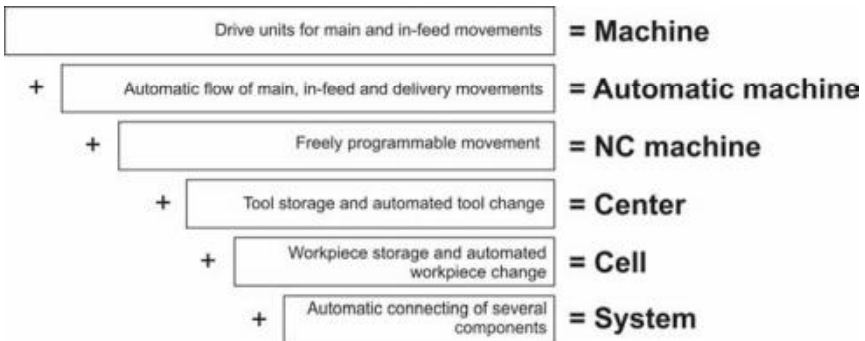 Drive units for main and in-feed movements = Machine
+ Automatic flow of main, in-feed and delivery movements = Automatic machine
+ Freely programmable movement = NC machine
+ Tool storage and automated tool change = Center
+ Workpiece storage and automated
workpiece change = Cell
+ Automatic connecting of several
components = System